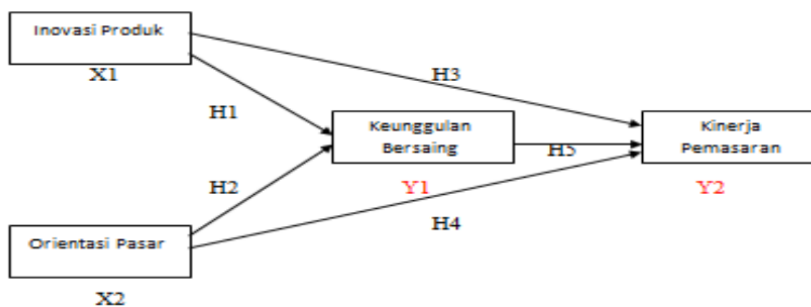 Inovasi Produk
X1
H3
H1
Keunggulan
Bersaing
Kinerja
Pemasaran
H5
H2
Y1
Y2
H4
Orientasi Pasar
X2